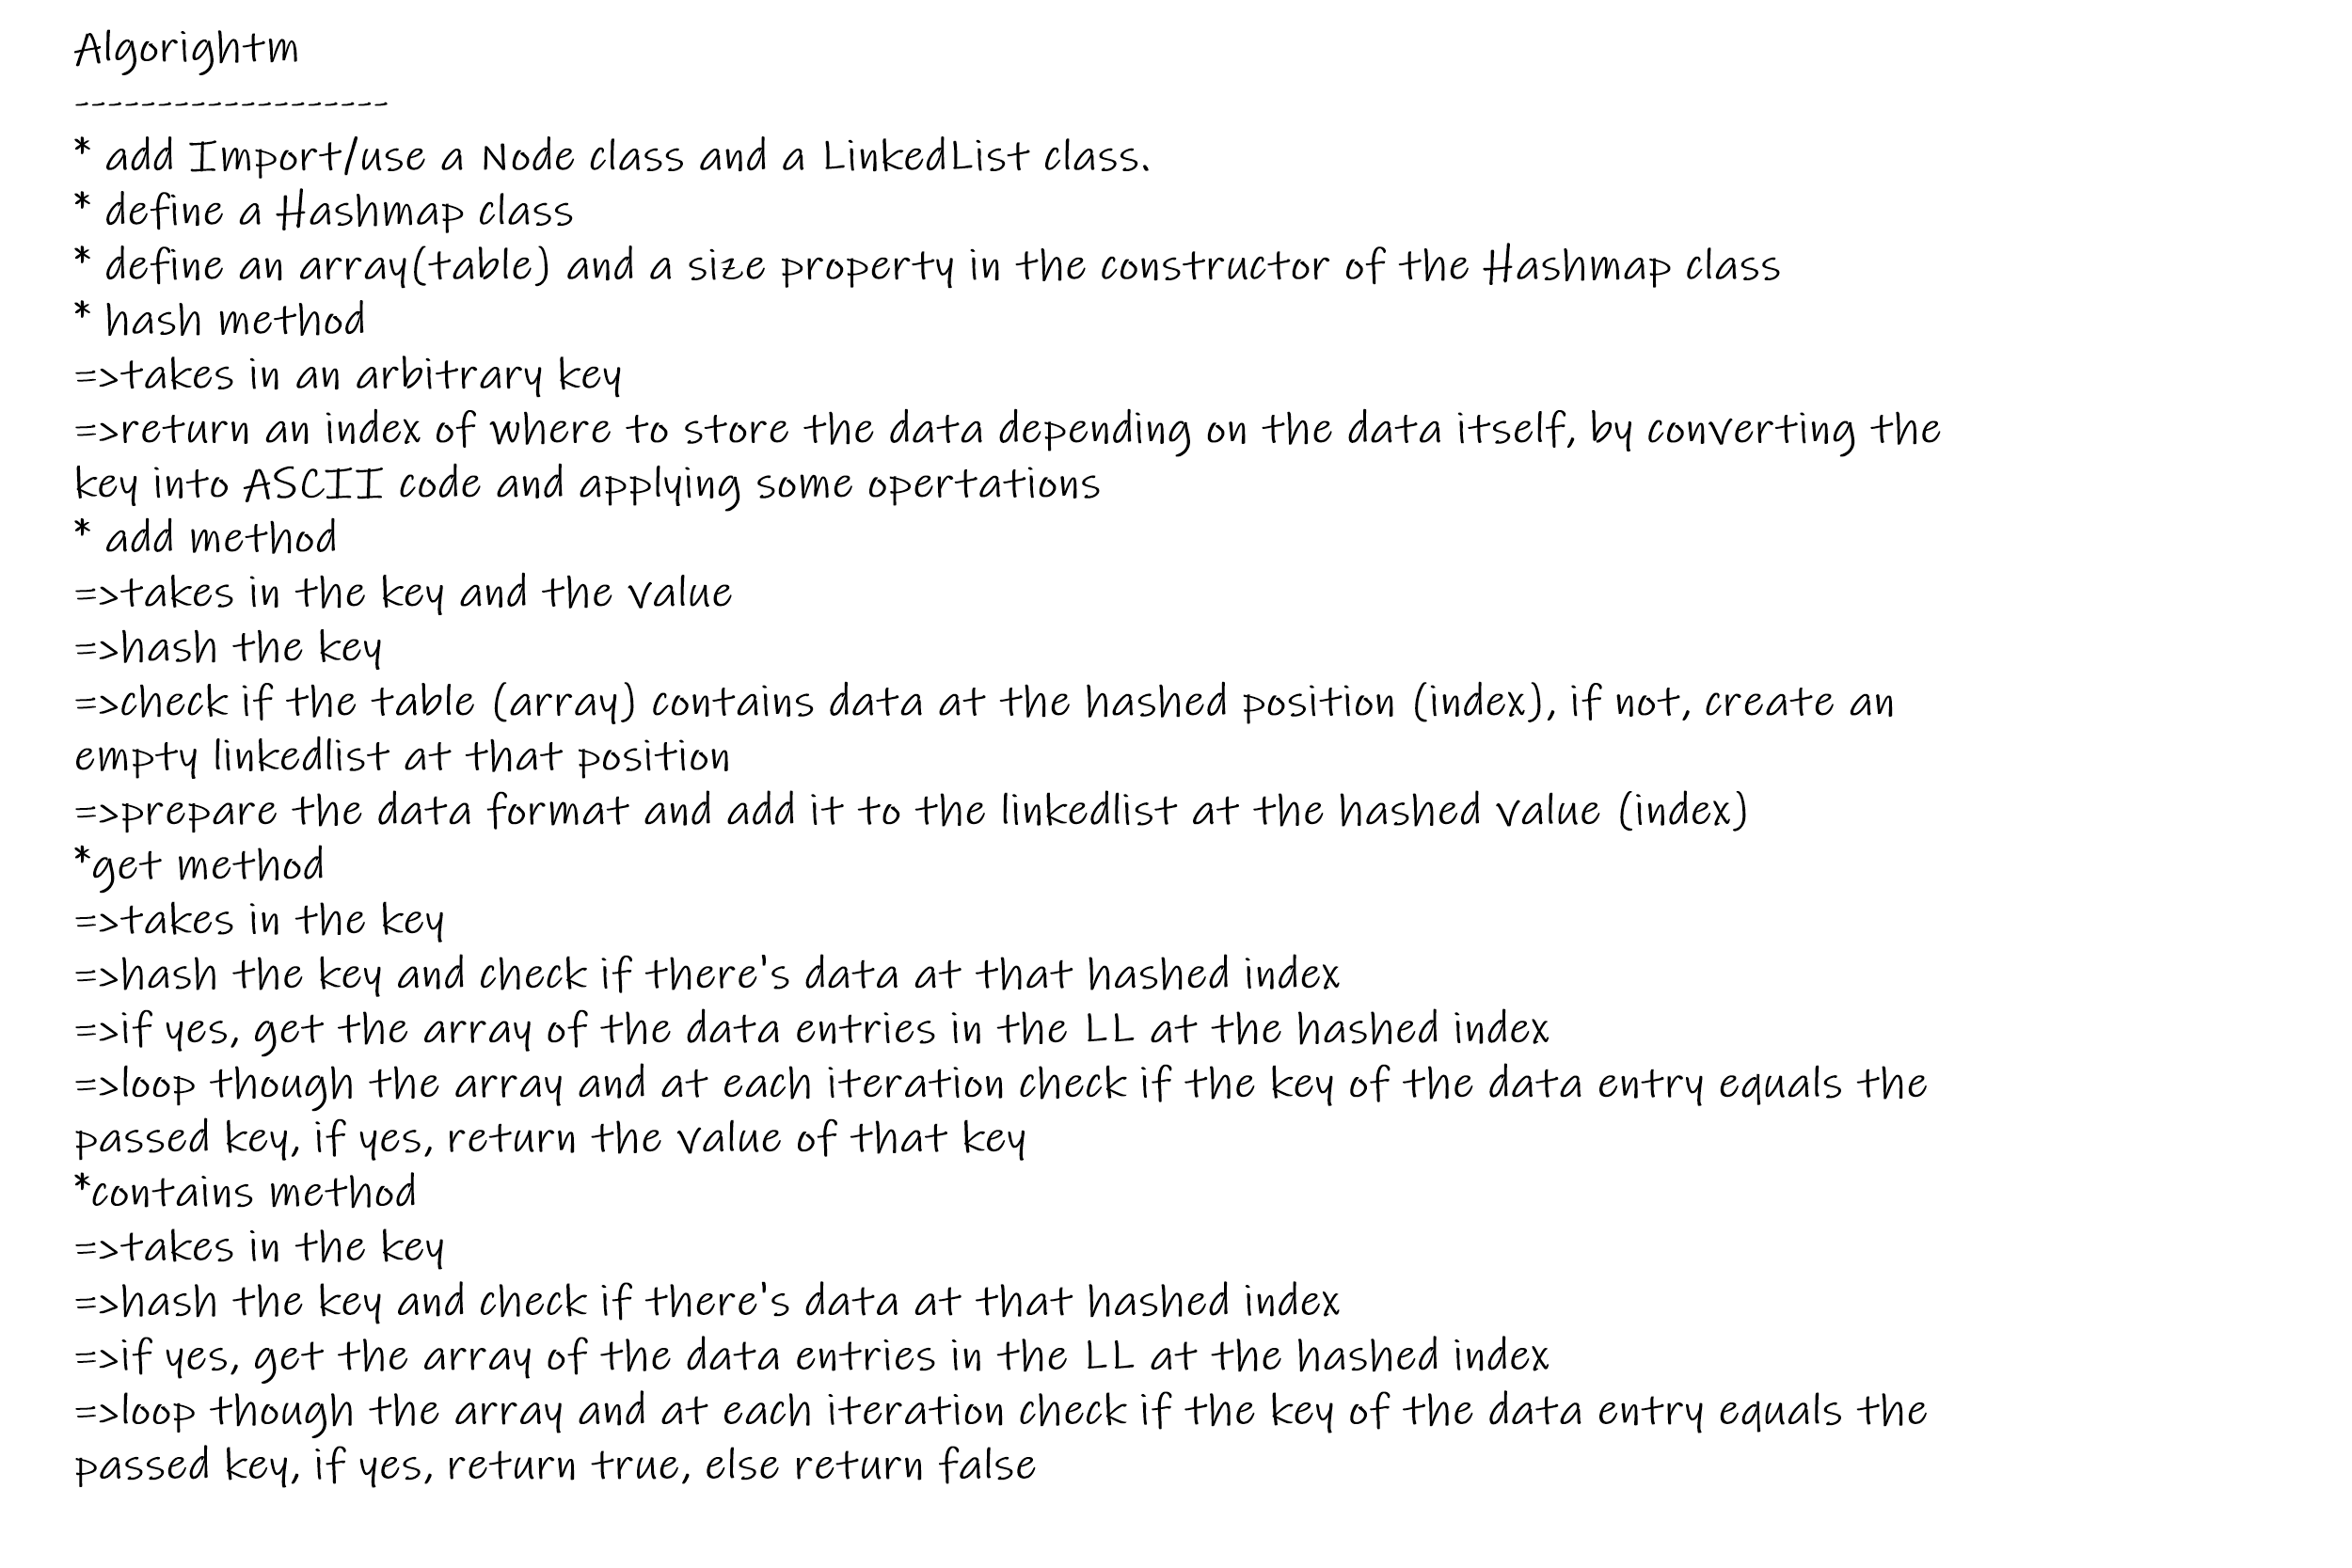 Algorightm
-------------------
* add Import/use a Node class and a LinkedList class.
* define a Hashmap class
* define an array(table) and a size property in the constructor of the Hashmap class
* hash method
=>takes in an arbitrary key
=>return an index of where to store the data depending on the data itself, by converting the
key into ASCII code and applying some opertations
* add method
=>takes in the key and the value
=>hash the key
=>check if the table (array) contains data at the hashed position (index), if not, create an
empty linkedlist at that position
=>prepare the data format and add it to the linkedlist at the hashed value (index)
*get method
=>takes in the key
=>hash the key and check if there's data at that hashed index
=>if yes, get the array of the data entries in the LL at the hashed index
=>loop though the array and at each iteration check if the key of the data entry equals the
passed key, if yes, return the value of that key
*contains method
=>takes in the key
=>hash the key and check if there's data at that hashed index
=>if yes, get the array of the data entries in the LL at the hashed index
=>loop though the array and at each iteration check if the key of the data entry equals the
passed key, if yes, return true, else return false